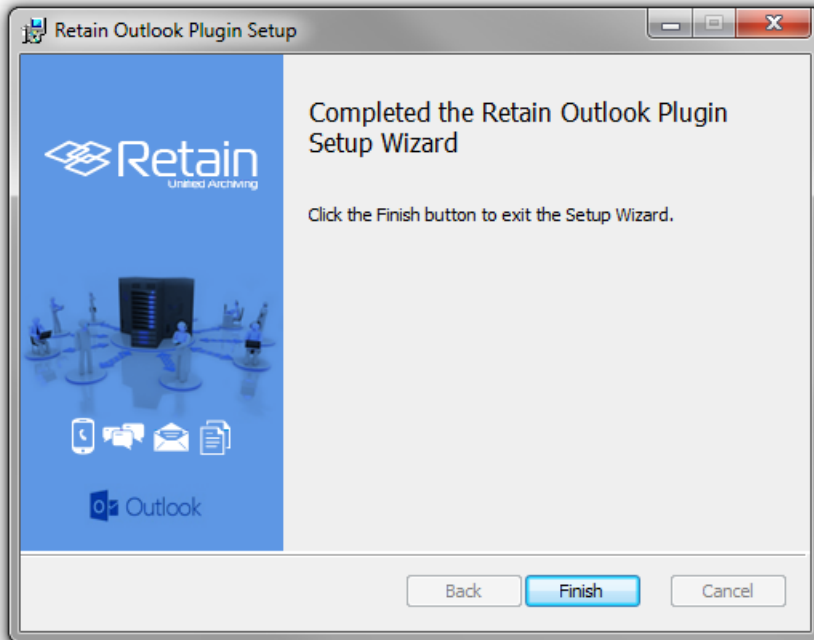 Retain Outlook Plugin Setup
Retain
Unified Archiving
Completed the Retain Outlook Plugin
Setup Wizard
Click the Finish button to exit the Setup Wizard.
Outlook
Back
Finish
Cancel